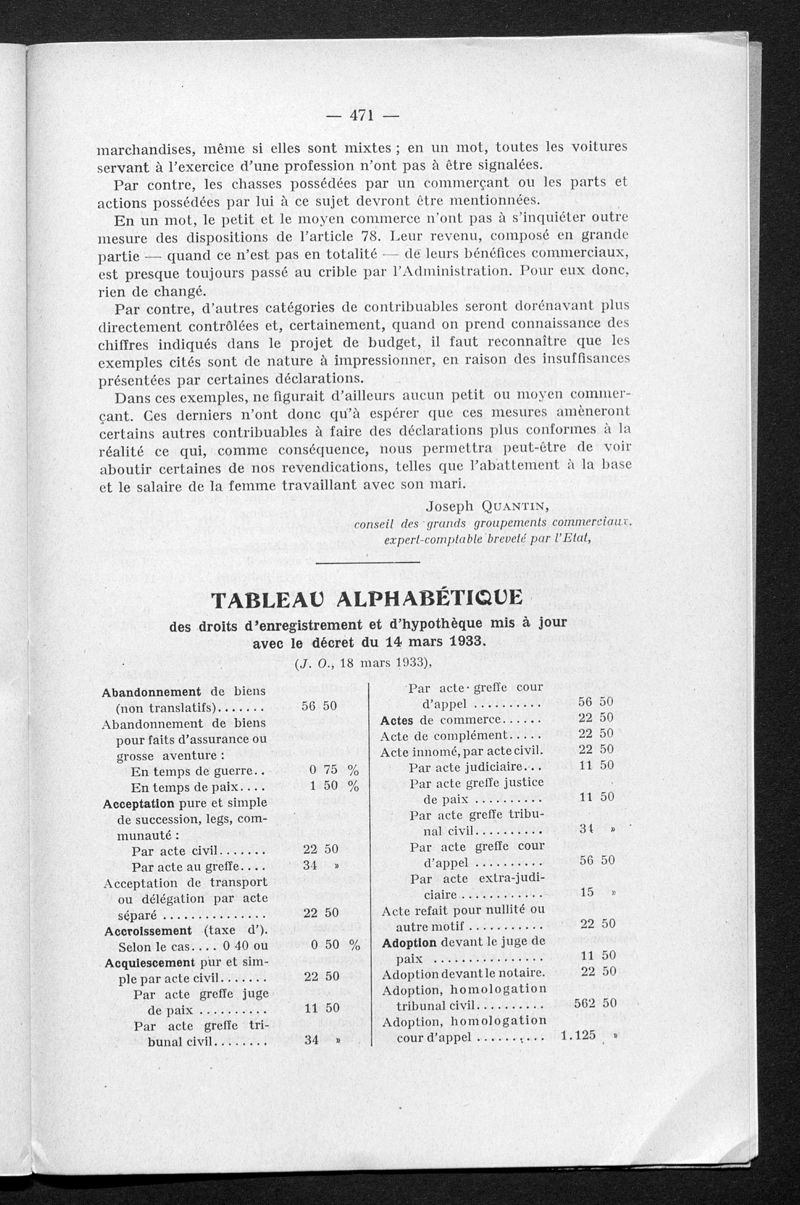 — 471 —
marchandises, même si elles sont mixtes ; en un mot, toutes les voitures
servant à l'exercice d'une profession n'ont pas à être signalées.
Par contre, les chasses possédées par un commerçant ou les parts et
actions possédées par lui à ce sujet devront être mentionnées.
En un mot, le petit et le moyen commerce n'ont pas à s'inquiéter outre
mesure des dispositions de l'article 78. Leur revenu, composé en grande
partie — quand ce n'est pas en totalité — de leurs bénéfices commerciaux,
est presque toujours passé au crible par l'Administration. Pour eux donc,
rien de changé.
Par contre, d'autres catégories de contribuables seront dorénavant plus
directement contrôlées et, certainement, quand on prend connaissance des
chiffres indiqués dans le projet de budget, il faut reconnaître que les
exemples cités sont de nature à impressionner, en raison des insuffisances
présentées par certaines déclarations.
Dans ces exemples, ne figurait d'ailleurs aucun petit ou moyen commer-
çant. Ces derniers n'ont donc qu'à espérer que ces mesures amèneront
certains autres contribuables à faire des déclarations plus conformes à la
réalité ce qui, comme conséquence, nous permettra peut-être de voir
aboutir certaines de nos revendications, telles que l'abattement à la base
et le salaire de la femme travaillant avec son mari.
Joseph QUANTIN,
conseil des grands groupements commerciaux.
expert-comptable breveté par l'Etat,
TABLEAU ALPHABÉTIQUE
des droits d'enregistrement et d'hypothèque mis à jour
avec le décret du 14 mars 1933.
(J. O., 18 mars 1933),
Abandonnement de biens
(non translatifs)....... 56 50
Abandonnement de biens
pour faits d'assurance ou
grosse aventure :
En temps de guerre.. 0 75 %
En temps de paix.... 1 50 %
Acceptation pure et simple
de succession, legs, com-
munauté :
Par acte civil....... 22 50
Par acte au greffe.... 34 »
Acceptation de transport
ou délégation par acte
séparé ............... 22 50
Accroissement (taxe d').
Selon le cas.... 0 40 ou 0 50 %
Acquiescement pur et sim-
ple par acte civil....... 22 50
Par acte greffe juge
de paix .......... 11 50
Par acte greffe tri-
bunal civil........ 34 »
Par acte greffe cour
d'appel .......... 56 50
Actes de commerce...... 22 50
Acte de complément..... 22 50
Acte innomé, par acte civil. 22 50
Par acte judiciaire... 11 50
Par acte greffe justice
de paix .......... 11 50
Par acte greffe tribu-
nal civil.......... 34 »
Par acte greffe cour
d'appel .......... 56 50
Par acte extra-judi-
ciaire ............ 15 »
Acte refait pour nullité ou
autre motif ........... 22 50
Adoption devant le juge de
paix ................ 11 50
Adoption devant le notaire. 22 50
Adoption, homologation
tribunal civil.......... 562 50
Adoption, homologation
cour d'appel .......... 1.125 »